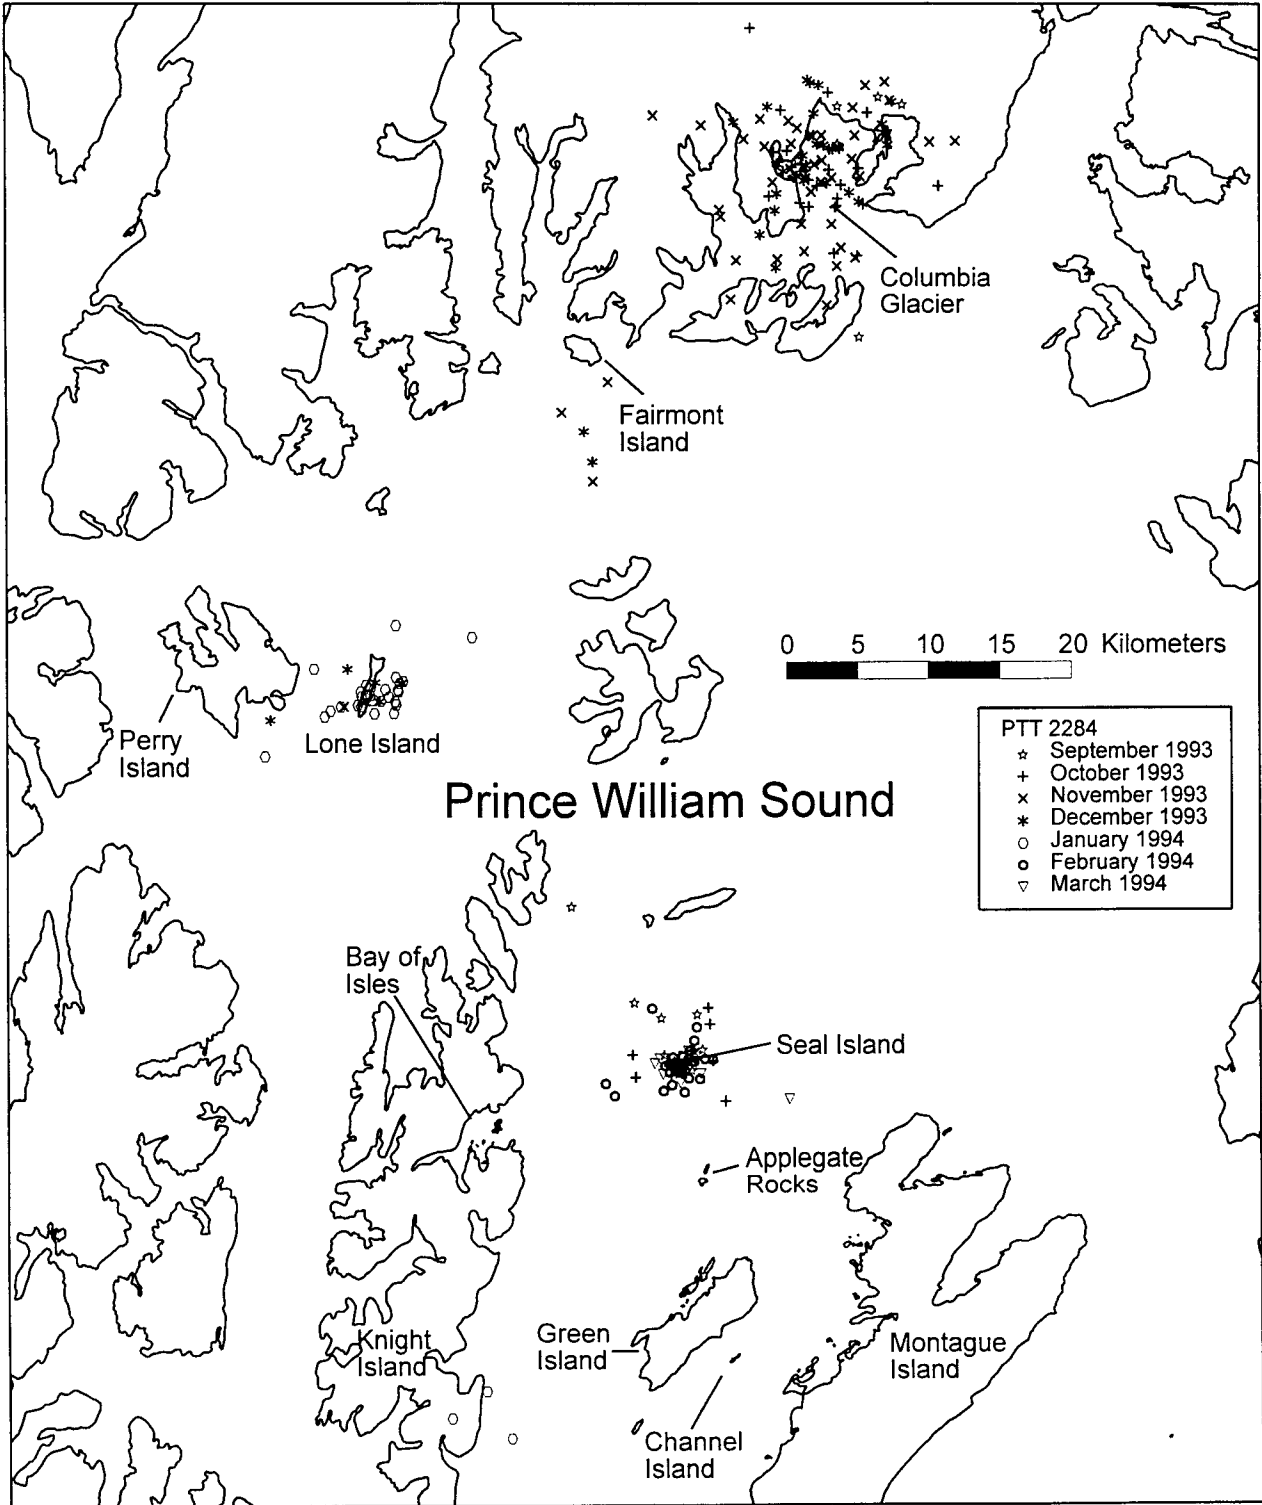 Columbia
Glacier
Fairmont
Island
0 5 10 15 20 Kilometers
Perry
Island
Lone Island
PTT 2284
September 1993
October 1993
November 1993
December 1993
January 1994
February 1994
March 1994
Prince William Sound
Bay of
Isles
Seal Island
Applegate
Rocks
Knight
Island
Green
Island
Montague
Island
Channel
Island